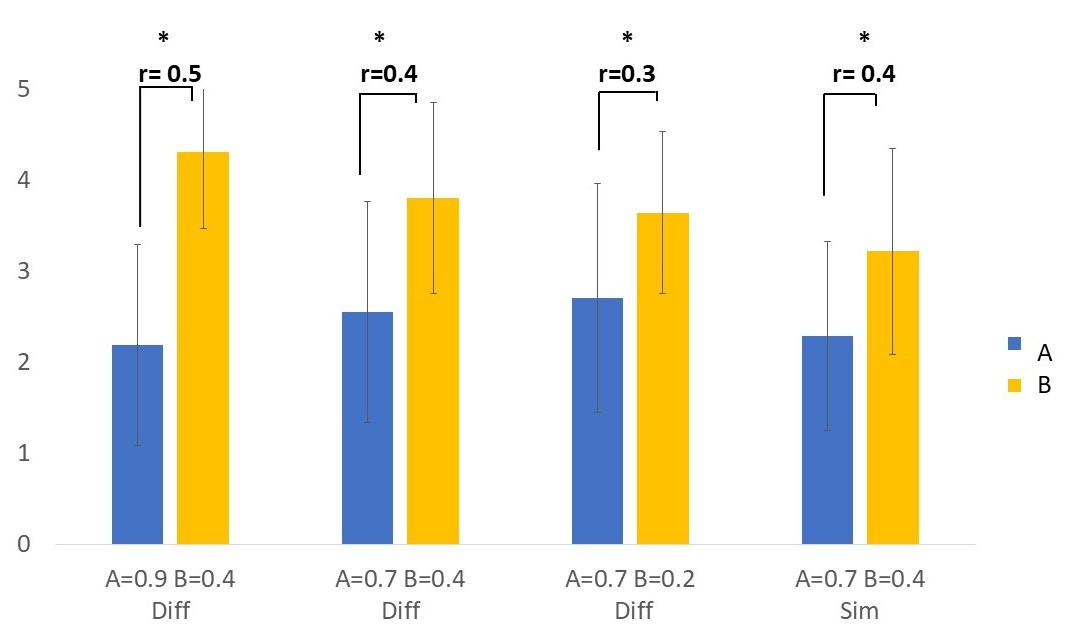 * * * *
r= 0.5 r=0.4 r=0.3 r= 0.4
5
4
3
2
1
0
A
B
A=0.9 B=0.4 A=0.7 B=0.4 A=0.7 B=0.2 A=0.7 B=0.4
Diff Diff Diff Sim